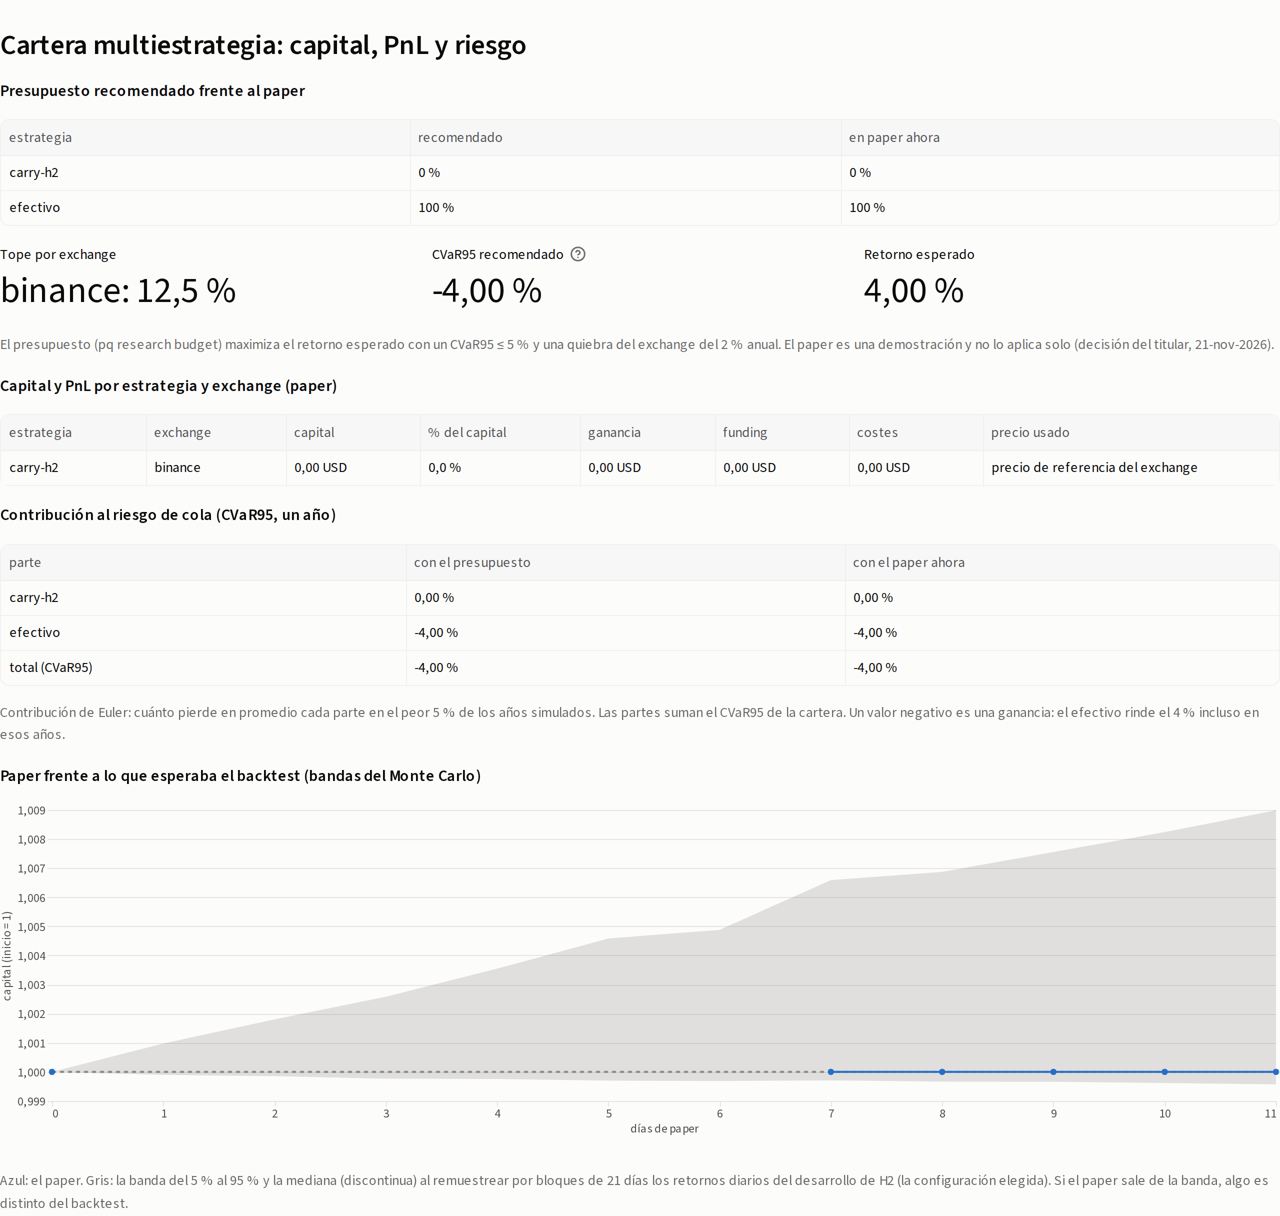 Cartera multiestrategia: capital, PnL y riesgo
Presupuesto recomendado frente al paper
estrategia recomendado en paper ahora
carry-h2 0 % 0 %
efectivo 100 % 100 %
Tope por exchange CVaR95 recomendado Retorno esperado
binance: 12,5 % -4,00 % 4,00 %
El presupuesto (pq research budget) maximiza el retorno esperado con un CVaR95 ≤ 5 % y una quiebra del exchange del 2 % anual. El paper es una demostración y no lo aplica solo (decisión del titular, 21-nov-2026).
Capital y PnL por estrategia y exchange (paper)
estrategia exchange capital % del capital ganancia funding costes precio usado
carry-h2 binance 0,00 USD 0,0 % 0,00 USD 0,00 USD 0,00 USD precio de referencia del exchange
Contribución al riesgo de cola (CVaR95, un año)
parte con el presupuesto con el paper ahora
carry-h2 0,00 % 0,00 %
efectivo -4,00 % -4,00 %
total (CVaR95) -4,00 % -4,00 %
Contribución de Euler: cuánto pierde en promedio cada parte en el peor 5 % de los años simulados. Las partes suman el CVaR95 de la cartera. Un valor negativo es una ganancia: el efectivo rinde el 4 % incluso en
esos años.
Paper frente a lo que esperaba el backtest (bandas del Monte Carlo)
1,009
1,008
1,007
1,006
1,005
1,004
1,003
1,002
1,001
1,000
0,999
capital (inicio = 1)
0 1 2 3 4 5 6 7 8 9 10 11
días de paper
Azul: el paper. Gris: la banda del 5 % al 95 % y la mediana (discontinua) al remuestrear por bloques de 21 días los retornos diarios del desarrollo de H2 (la configuración elegida). Si el paper sale de la banda, algo es
distinto del backtest.